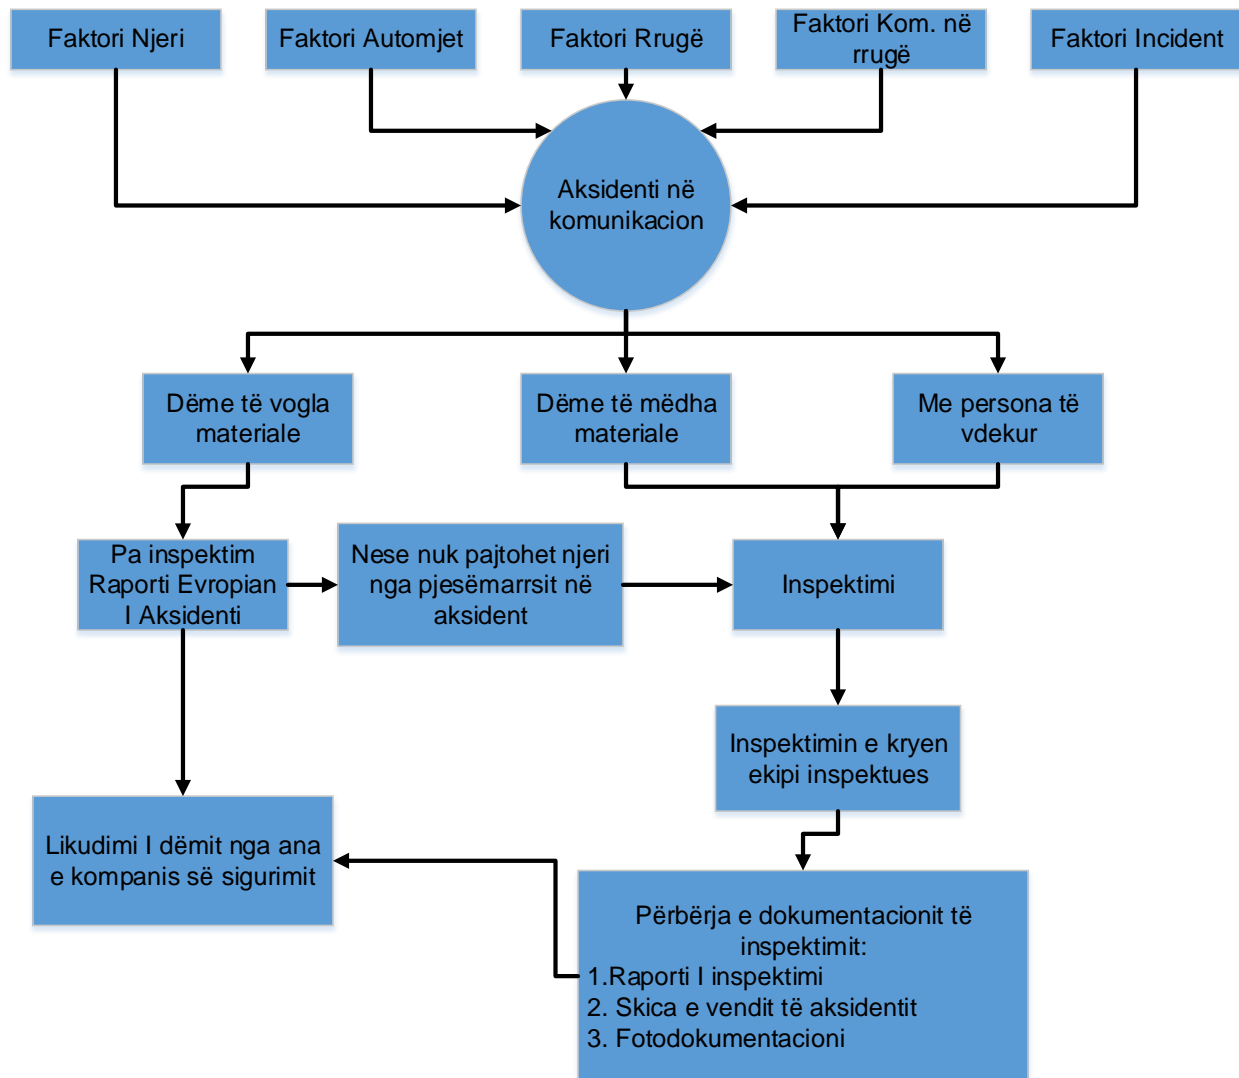 Faktori Njeri
Faktori Automjet
Faktori Rrugë
Faktori Kom. në
rrugë
Faktori Incident
Aksidenti në
komunikacion
Dëme të vogla
materiale
Dëme të mëdha
materiale
Me persona të
vdekur
Pa inspektim
Raporti Evropian
I Aksidenti
Nese nuk pajtohet njeri
nga pjesëmarrsit në
aksident
Inspektimi
Inspektimin e kryen
ekipi inspektues
Likudimi I dëmit nga ana
e kompanis së sigurimit
Përbërja e dokumentacionit të
inspektimit:
1.Raporti I inspektimi
2. Skica e vendit të aksidentit
3. Fotodokumentacioni